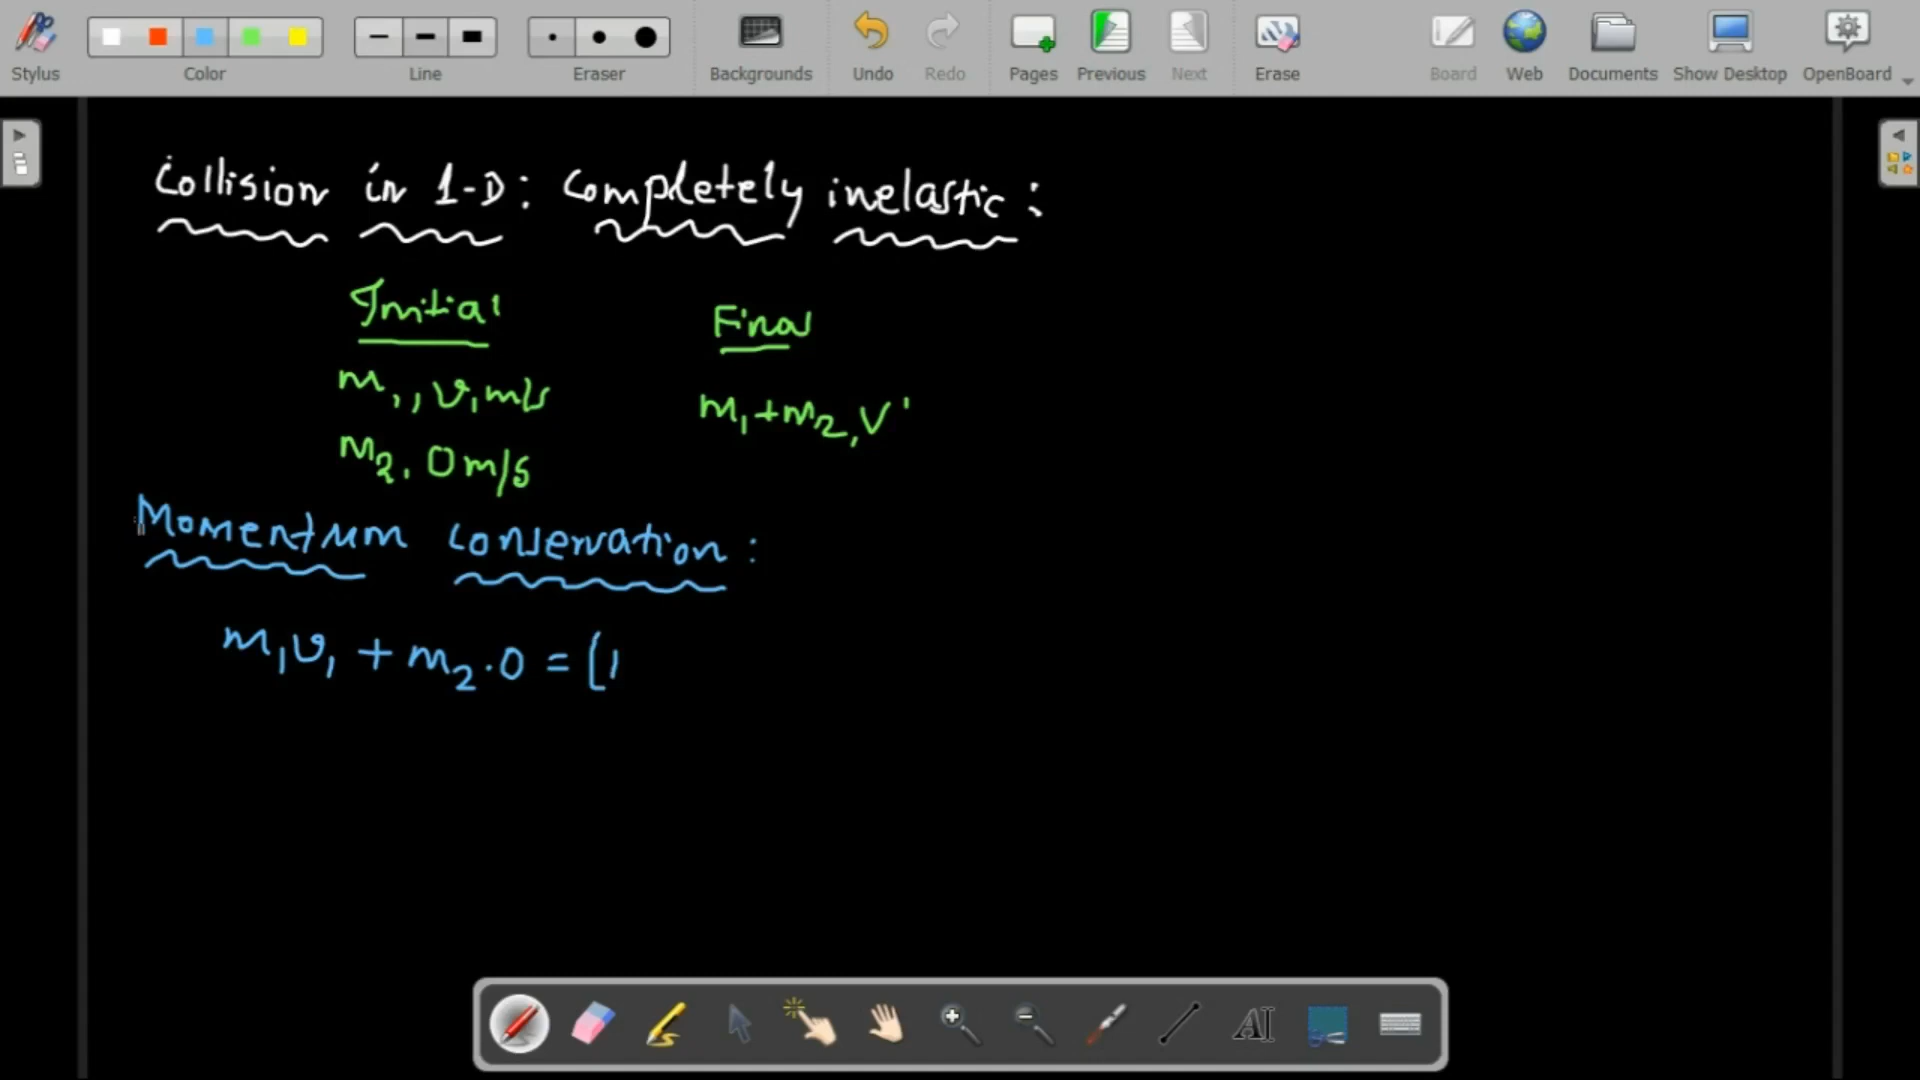 Stylus Color Line Eraser Backgrounds Undo Redo Pages Previous Next Erase Board Web Documents Show Desktop OpenBoard
Collision in 1-D: Completely inelastic:
Initial Final
m₁, v₁ m/s m₁+m₂, v'
m₂, 0 m/s
Momentum conservation:
m₁v₁ + m₂·0 = (
AI